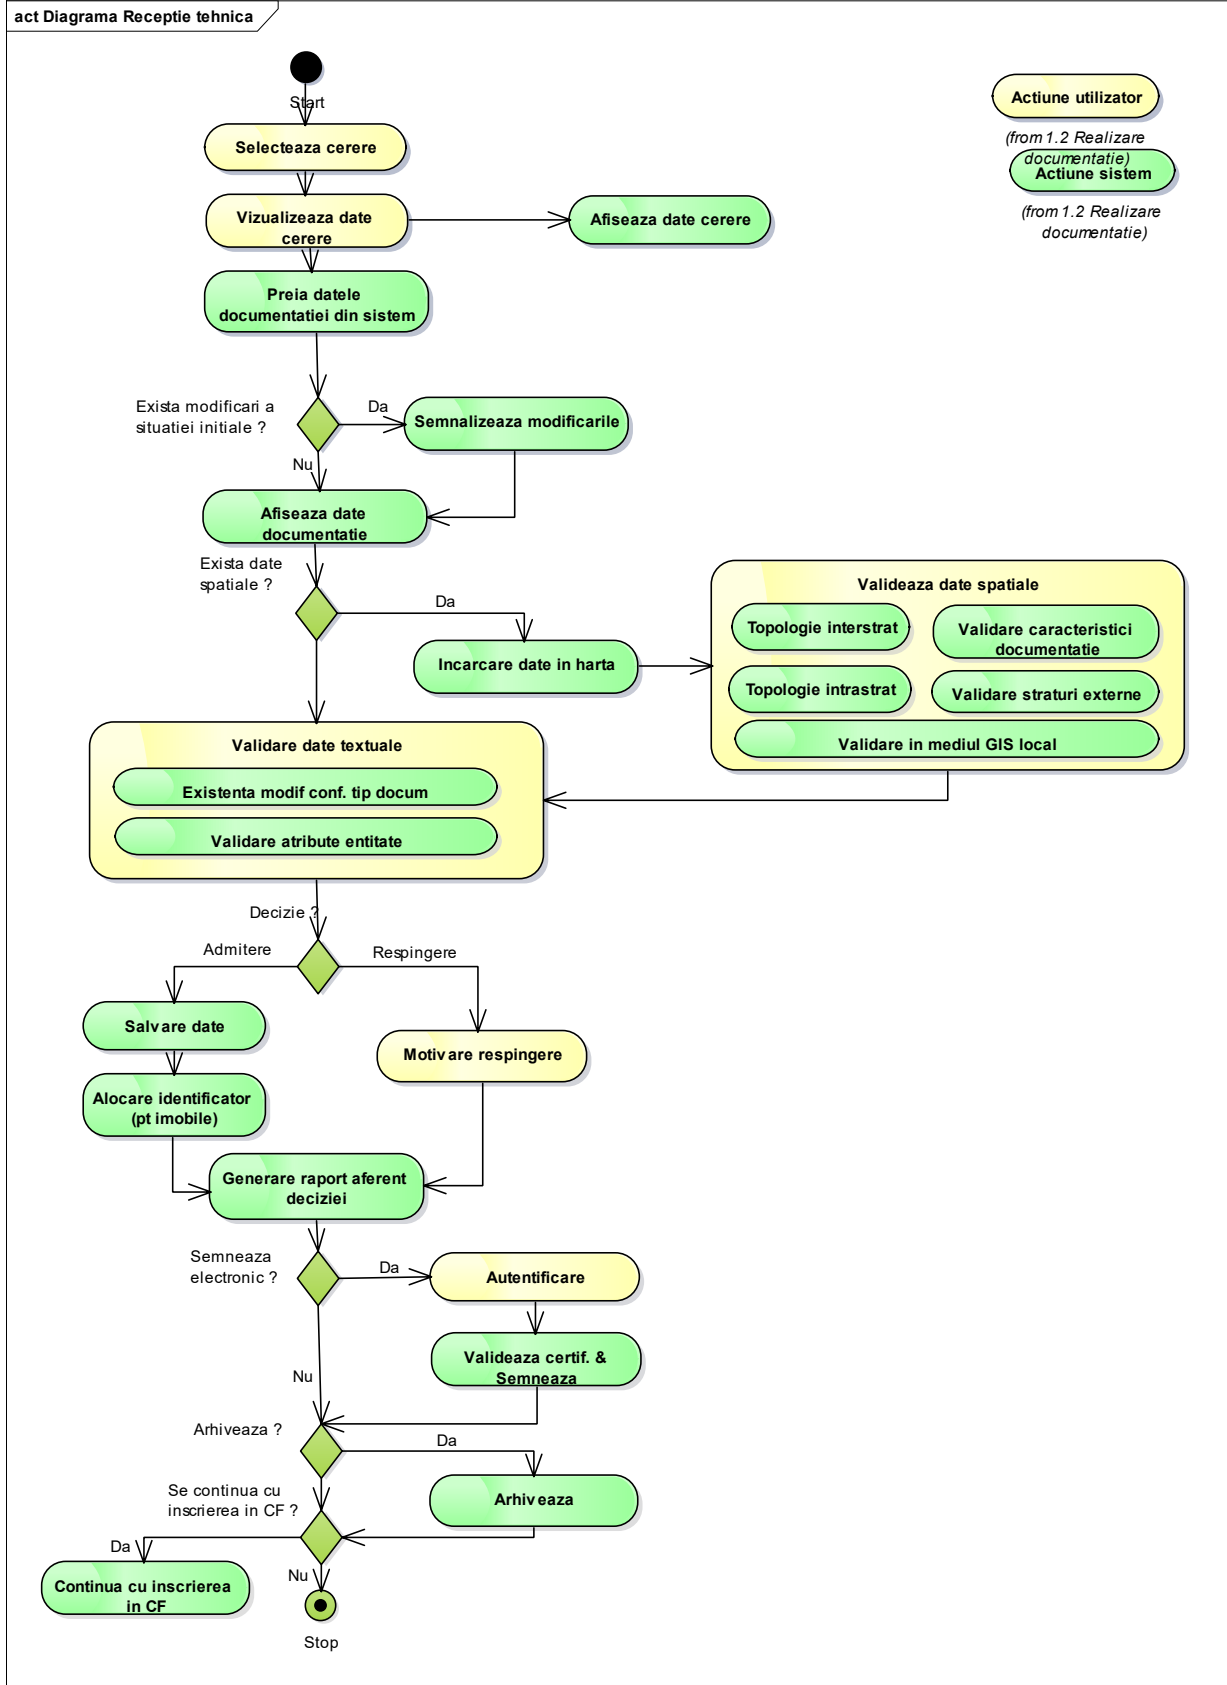 act Diagrama Receptie tehnica
Start
Actiune utilizator
(from 1.2 Realizare
documentatie)
Actiune sistem
(from 1.2 Realizare
documentatie)
Selecteaza cerere
Vizualizeaza date
cerere
Afiseaza date cerere
Preia datele
documentatiei din sistem
Exista modificari a
situatiei initiale ?
Da
Semnalizeaza modificarile
Nu
Afiseaza date
documentatie
Exista date
spatiale ?
Da
Incarcare date in harta
Valideaza date spatiale
Topologie interstrat
Validare caracteristici
documentatie
Topologie intrastrat
Validare straturi externe
Validare in mediul GIS local
Validare date textuale
Existenta modif conf. tip docum
Validare atribute entitate
Decizie ?
Admitere
Respingere
Salvare date
Motivare respingere
Alocare identificator
(pt imobile)
Generare raport aferent
deciziei
Semneaza
electronic ?
Da
Autentificare
Valideaza certif. &
Semneaza
Nu
Arhiveaza ?
Da
Arhiveaza
Se continua cu
inscrierea in CF ?
Da
Continua cu inscrierea
in CF
Nu
Stop